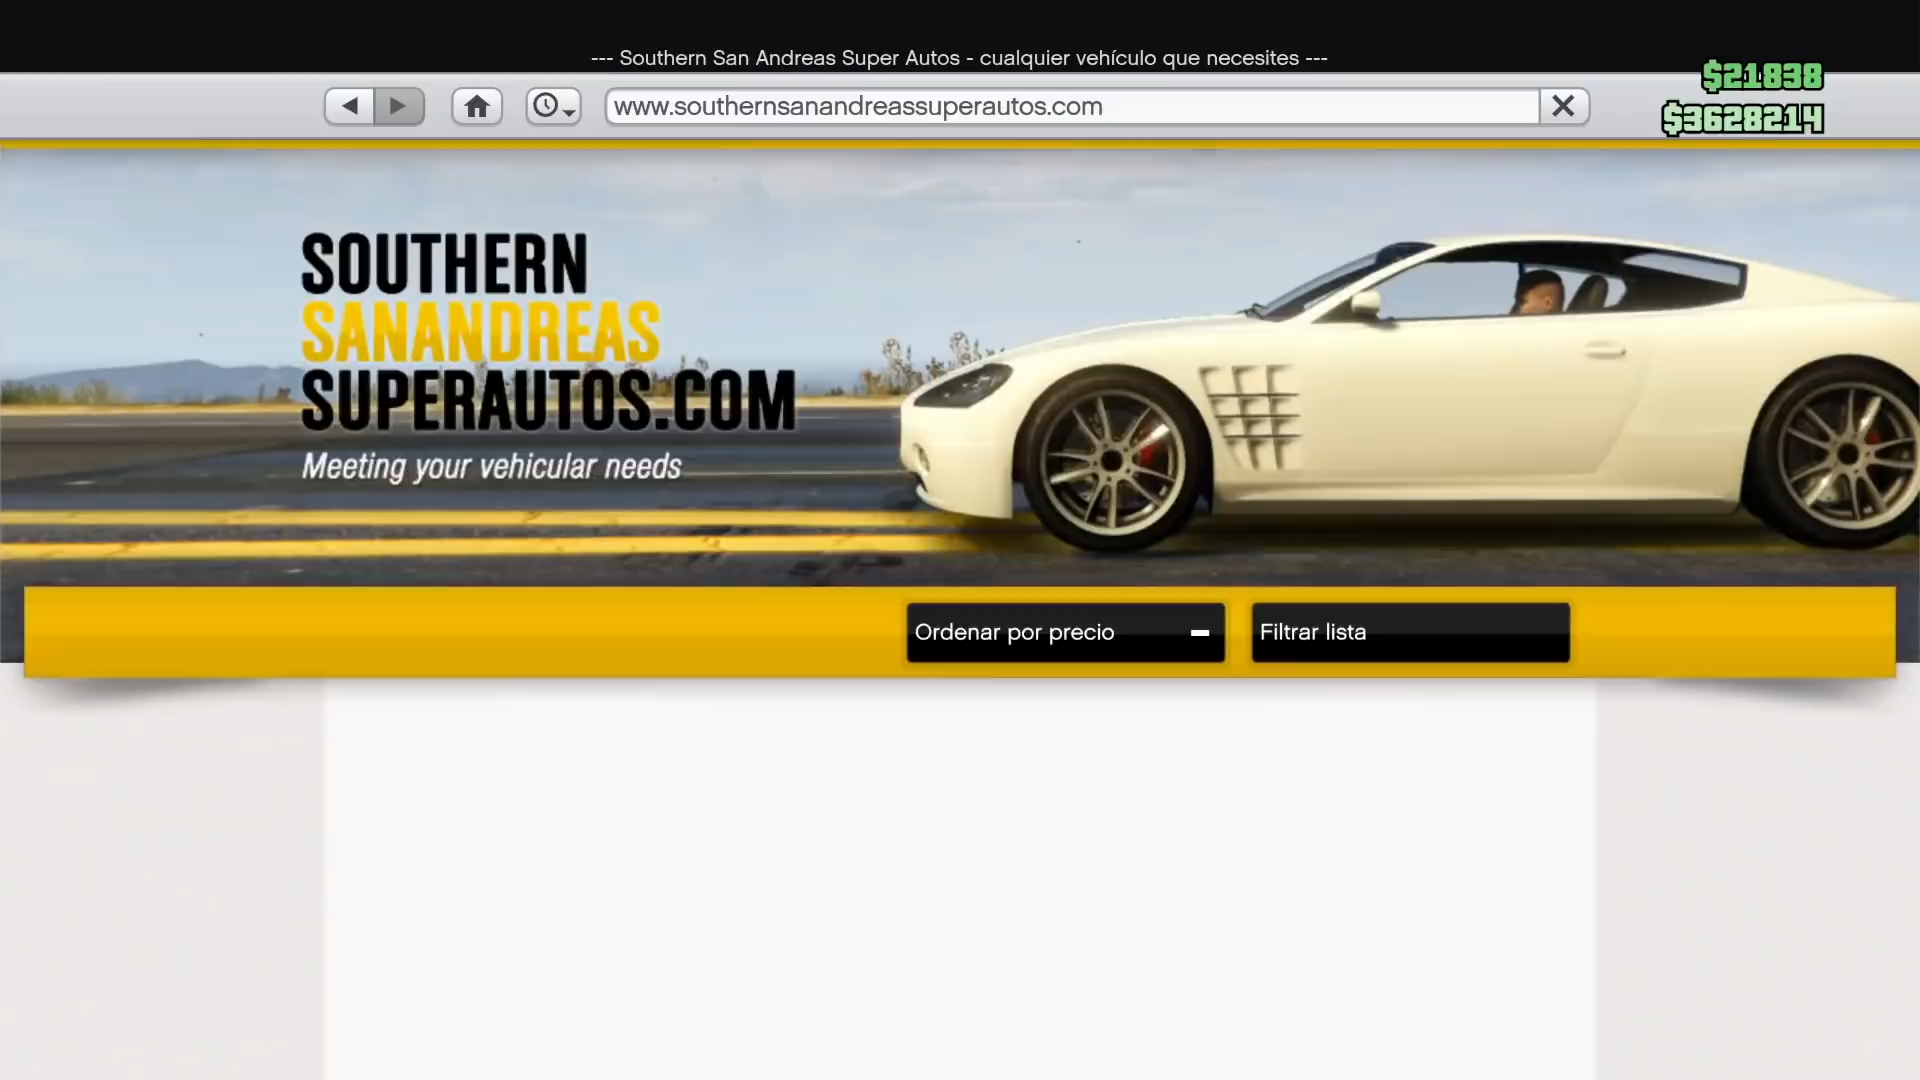 --- Southern San Andreas Super Autos - cualquier vehículo que necesites ---
$21838
www.southernsanandreassuperautos.com
$3628214
SOUTHERN
SANANDREAS
SUPERAUTOS.COM
Meeting your vehicular needs
Ordenar por precio
Filtrar lista